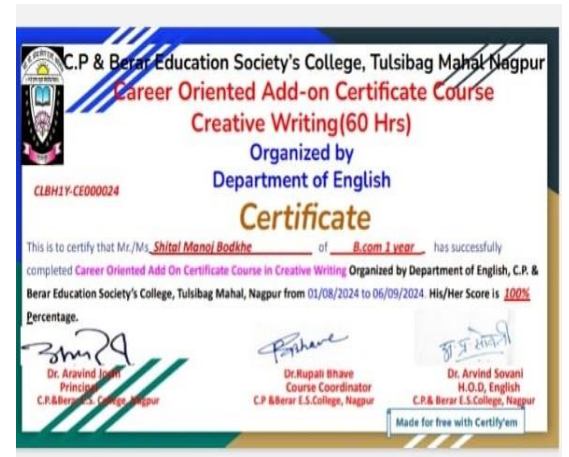 C.P & Berar Education Society's College, Tulsibag Mahal Nagpur
Career Oriented Add-on Certificate Course
Creative Writing(60 Hrs)
Organized by
Department of English
CLBH1Y-CE000024
Certificate
This is to certify that Mr./Ms. Shital Manoj Bodkhe of B.com 1 year has successfully
completed Career Oriented Add On Certificate Course in Creative Writing Organized by Department of English, C.P. &
Berar Education Society's College, Tulsibag Mahal, Nagpur from 01/08/2024 to 06/09/2024. His/Her Score is 100%
Percentage.
Dr. Aravind Joshi
Principal
C.P.&Berar E.S. College, Nagpur
Dr.Rupali Bhave
Course Coordinator
C.P &Berar E.S.College, Nagpur
Dr. Arvind Sovani
H.O.D, English
C.P.& Berar E.S.College, Nagpur
Made for free with Certify'em